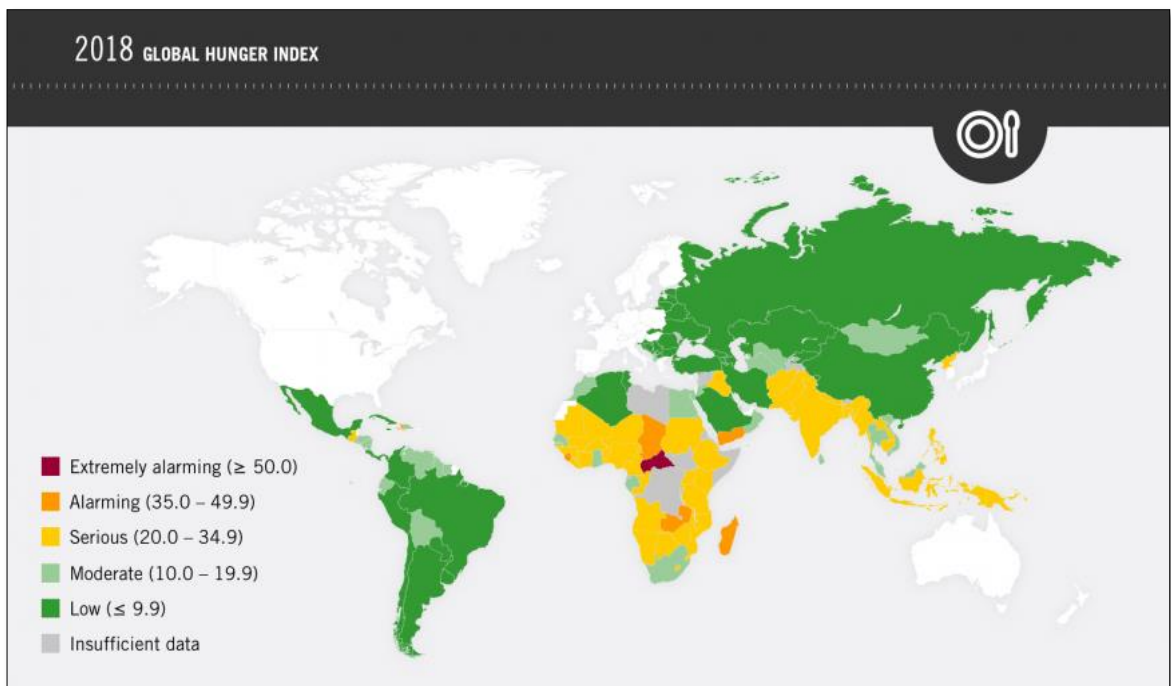 2018 GLOBAL HUNGER INDEX
Extremely alarming (≥ 50.0)
Alarming (35.0 – 49.9)
Serious (20.0 – 34.9)
Moderate (10.0 – 19.9)
Low (≤ 9.9)
Insufficient data